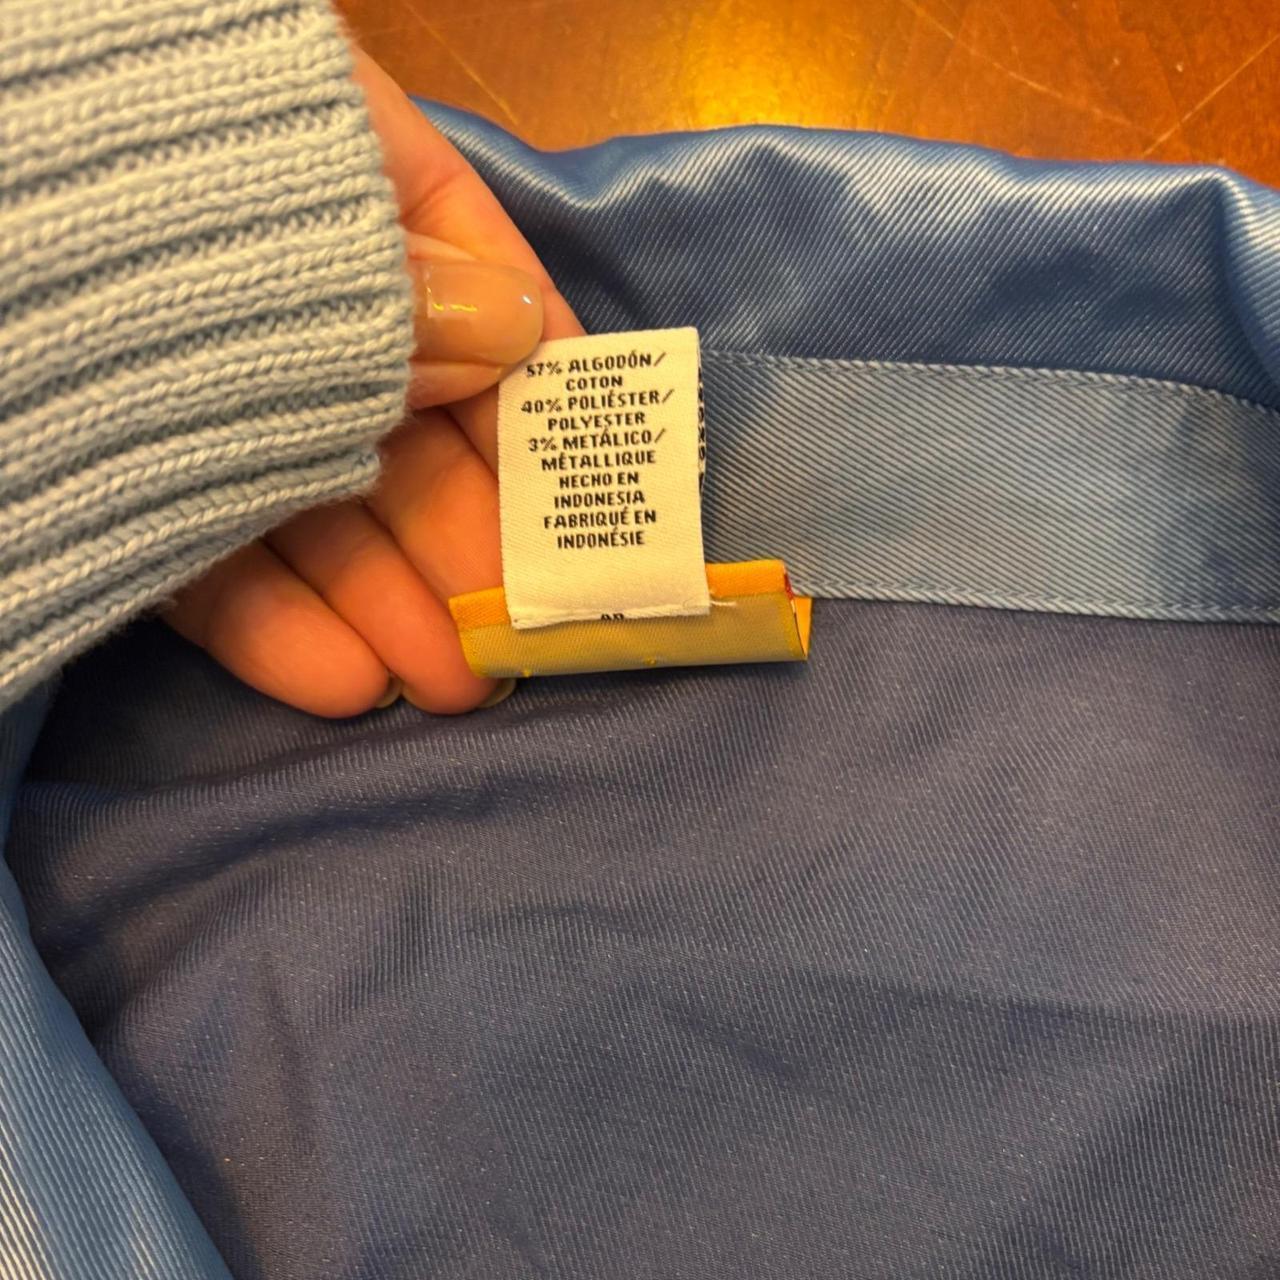 57% ALGODÓN/
COTON
40% POLIÉSTER/
POLYESTER
3% METÁLICO/
MÉTALLIQUE
HECHO EN
INDONESIA
FABRIQUÉ EN
INDONÉSIE